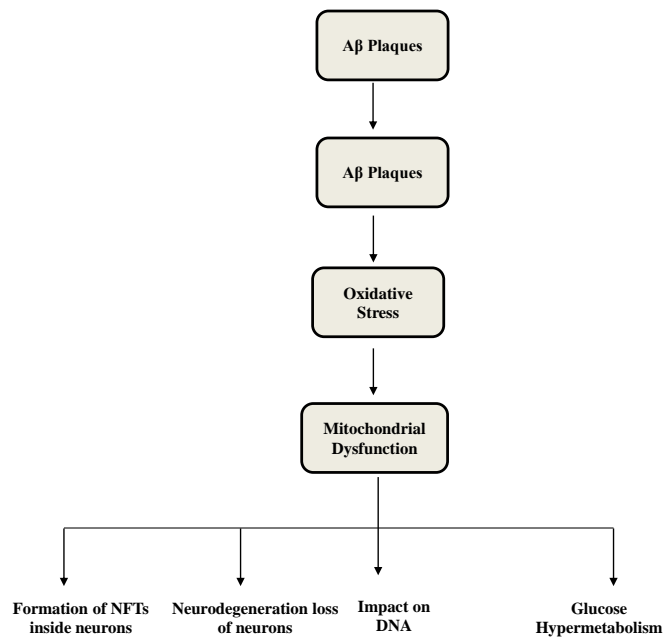 Aβ Plaques
Aβ Plaques
Oxidative
Stress
Mitochondrial
Dysfunction
Formation of NFTs
inside neurons
Neurodegeneration loss
of neurons
Impact on
DNA
Glucose
Hypermetabolism